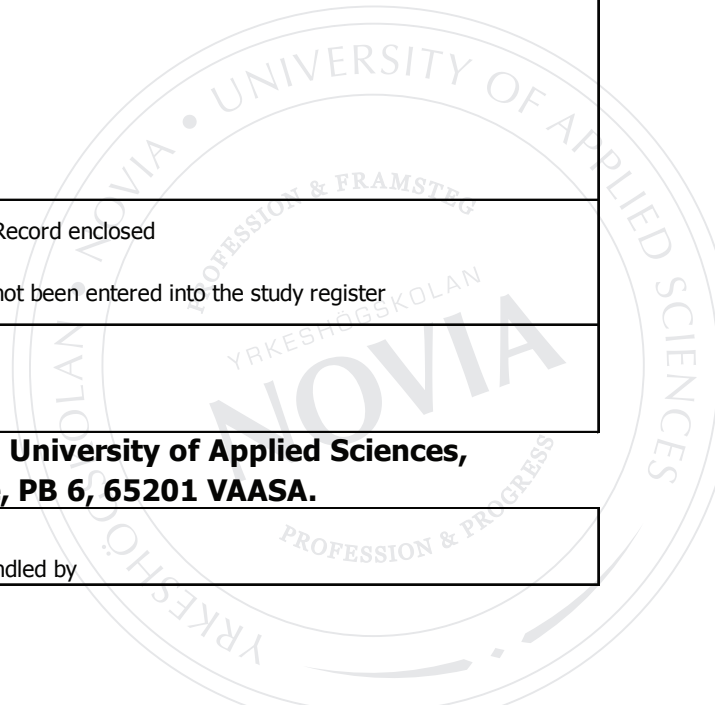 Record enclosed
not been entered into the study register
University of Applied Sciences,
, PB 6, 65201 VAASA.
ndled by
YRKESHÖGSKOLAN • NOVIA • UNIVERSITY OF APPLIED SCIENCES
PROFESSION & FRAMSTEG
YRKESHÖGSKOLAN
NOVIA
PROFESSION & PROGRESS